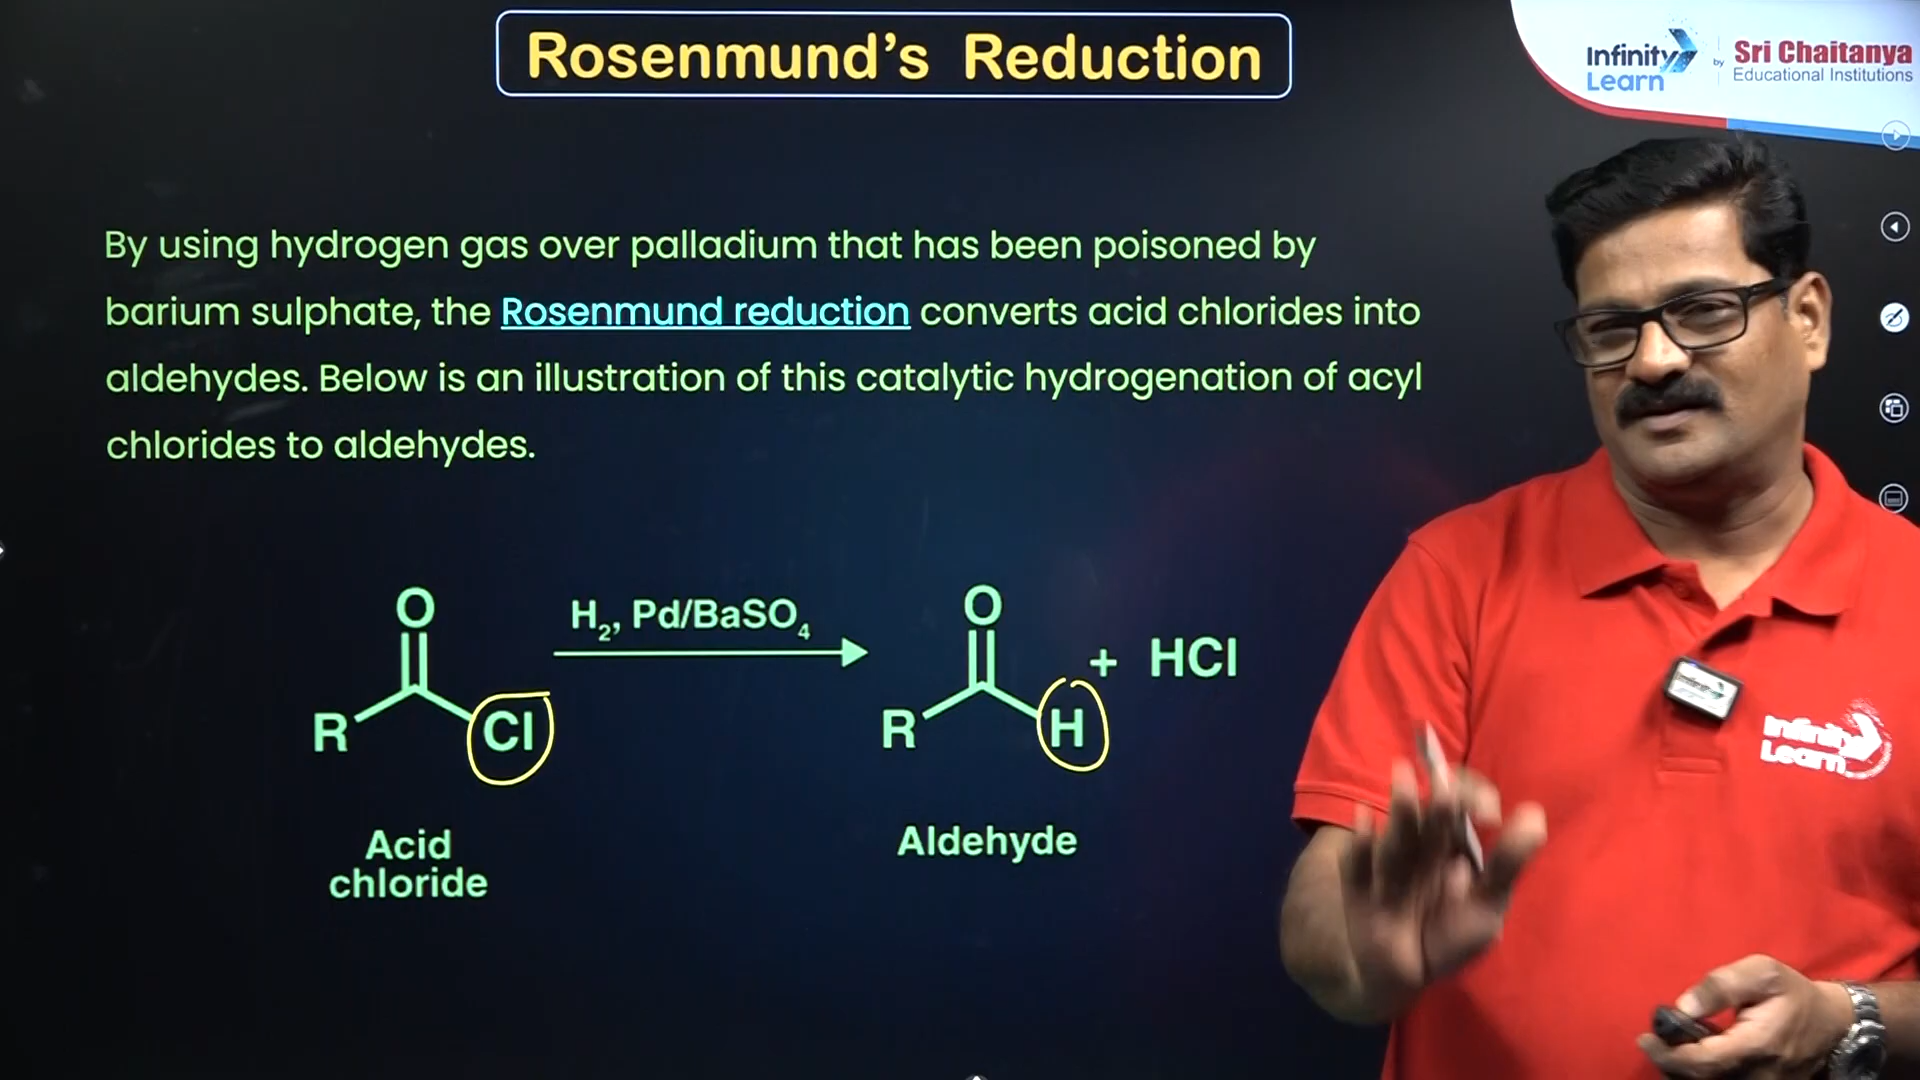 Rosenmund's Reduction
Infinity Learn
by
Sri Chaitanya
Educational Institutions
By using hydrogen gas over palladium that has been poisoned by
barium sulphate, the Rosenmund reduction converts acid chlorides into
aldehydes. Below is an illustration of this catalytic hydrogenation of acyl
chlorides to aldehydes.
O
R
Cl
H₂, Pd/BaSO₄
O
R
H
+ HCl
Acid
chloride
Aldehyde
Infinity
Learn